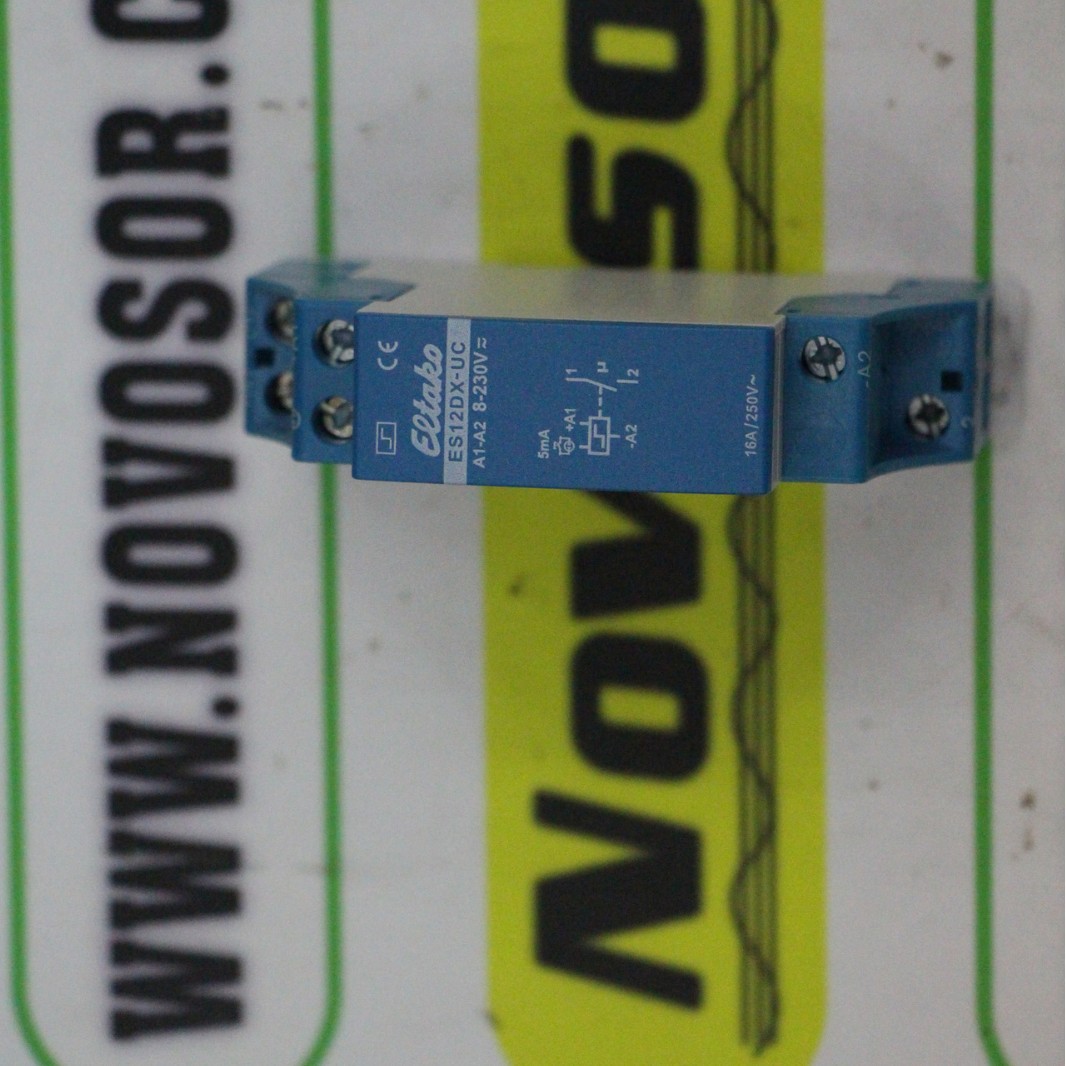 WWW.NOVOSOR.C
CE
Eltako
ES12DX-UC
A1-A2 8-230V≂
5mA
+A1
-A2
1
µ
2
16A/250V~
-A2
2
Novoso